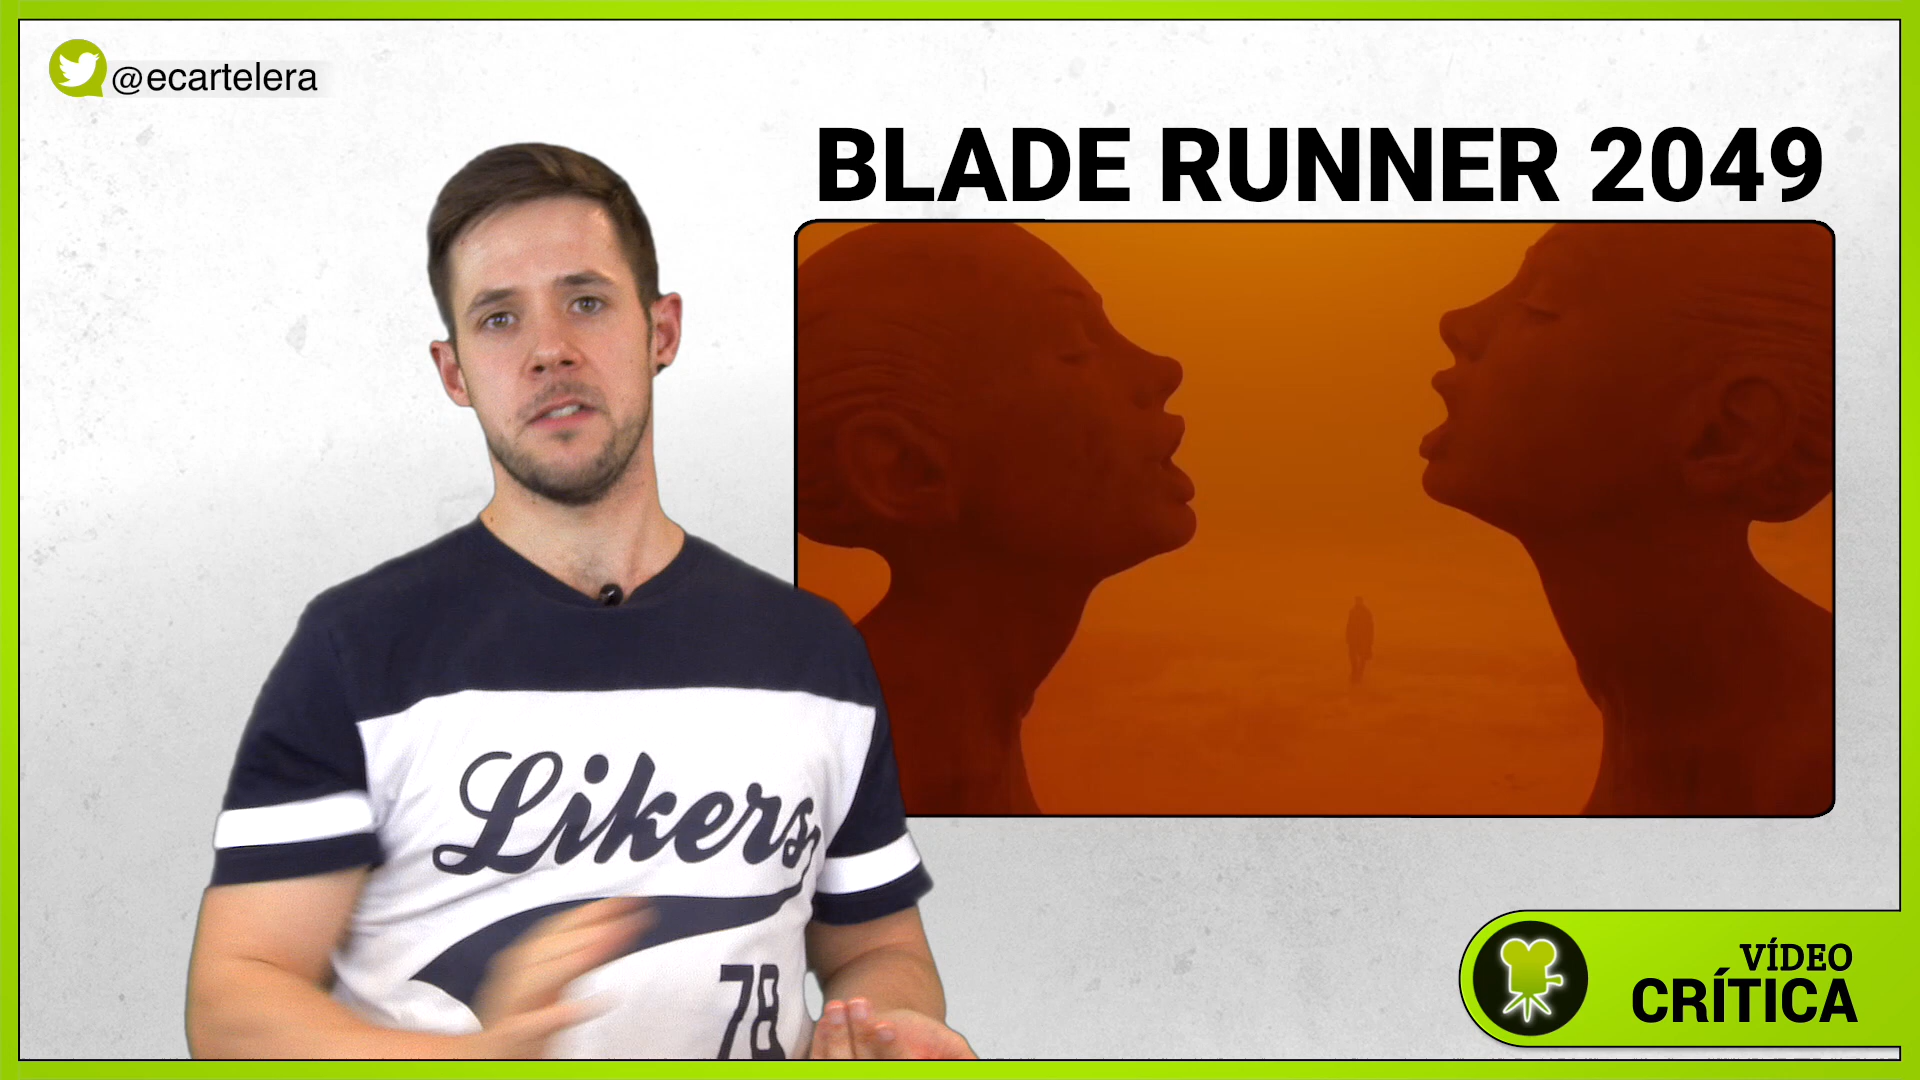 @ecartelera
BLADE RUNNER 2049
Likers
78
VÍDEO
CRÍTICA